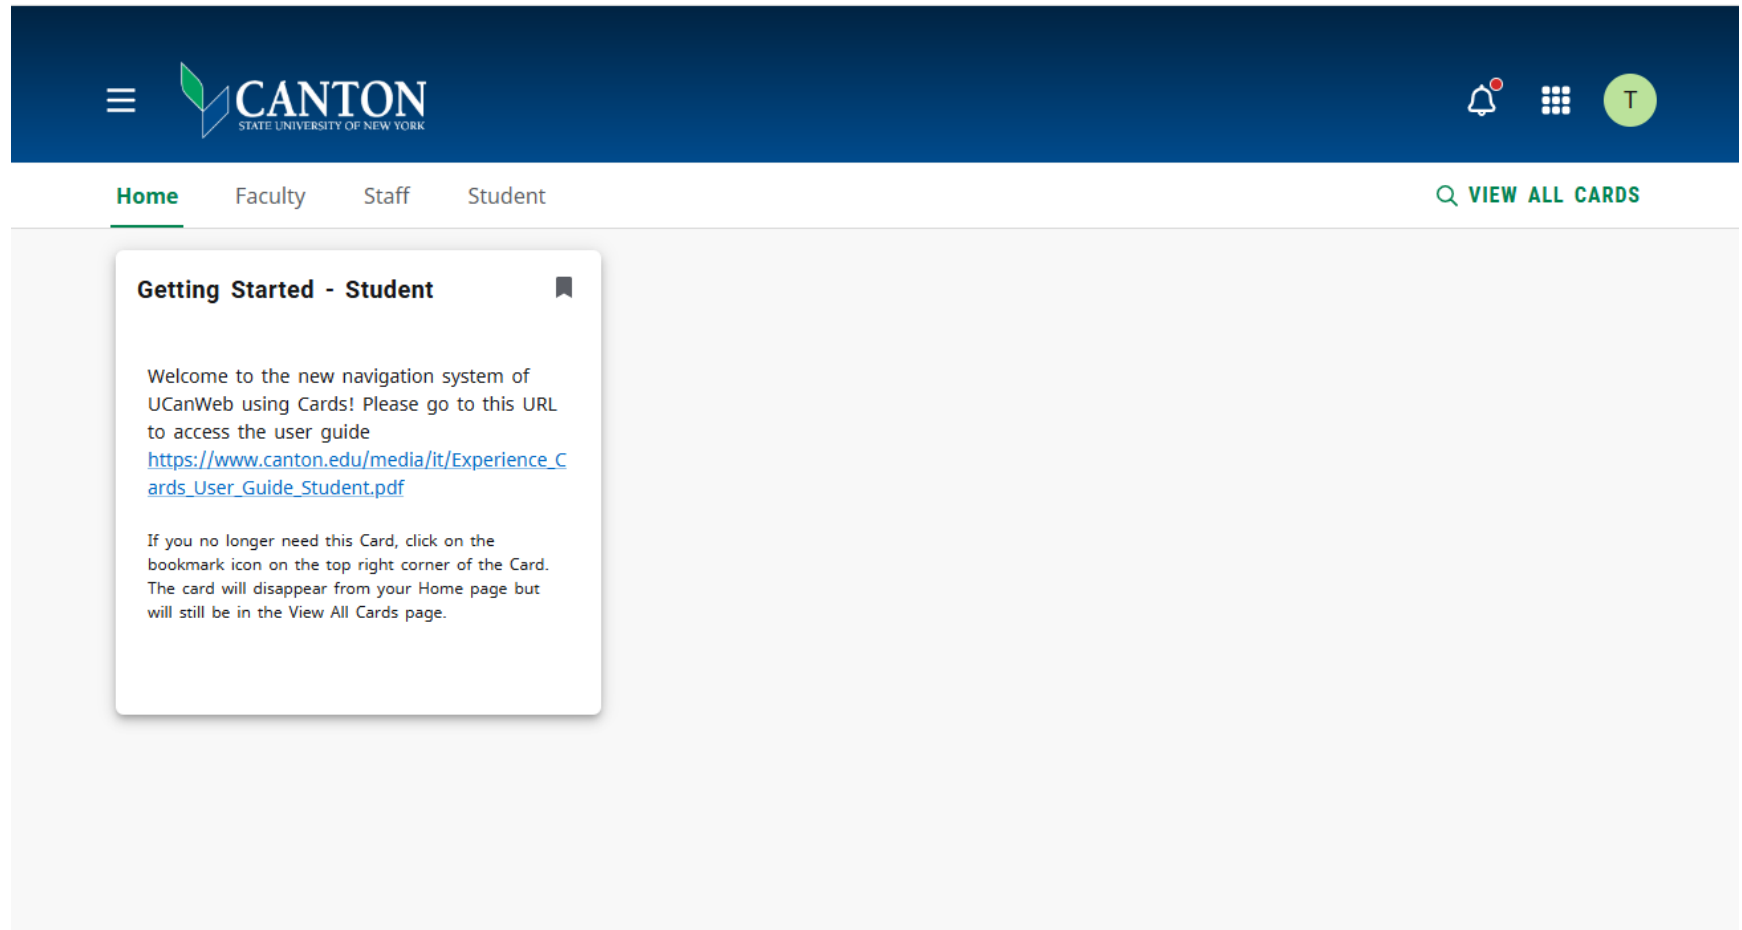 CANTON
STATE UNIVERSITY OF NEW YORK
T
Home Faculty Staff Student VIEW ALL CARDS
Getting Started - Student
Welcome to the new navigation system of
UCanWeb using Cards! Please go to this URL
to access the user guide
https://www.canton.edu/media/it/Experience_C
ards_User_Guide_Student.pdf
If you no longer need this Card, click on the
bookmark icon on the top right corner of the Card.
The card will disappear from your Home page but
will still be in the View All Cards page.